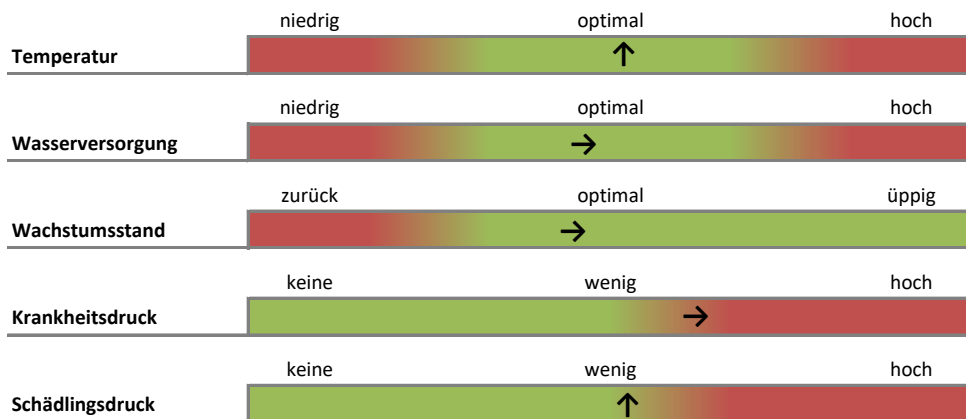 niedrig optimal hoch
Temperatur
niedrig optimal hoch
Wasserversorgung
zurück optimal üppig
Wachstumsstand
keine wenig hoch
Krankheitsdruck
keine wenig hoch
Schädlingsdruck